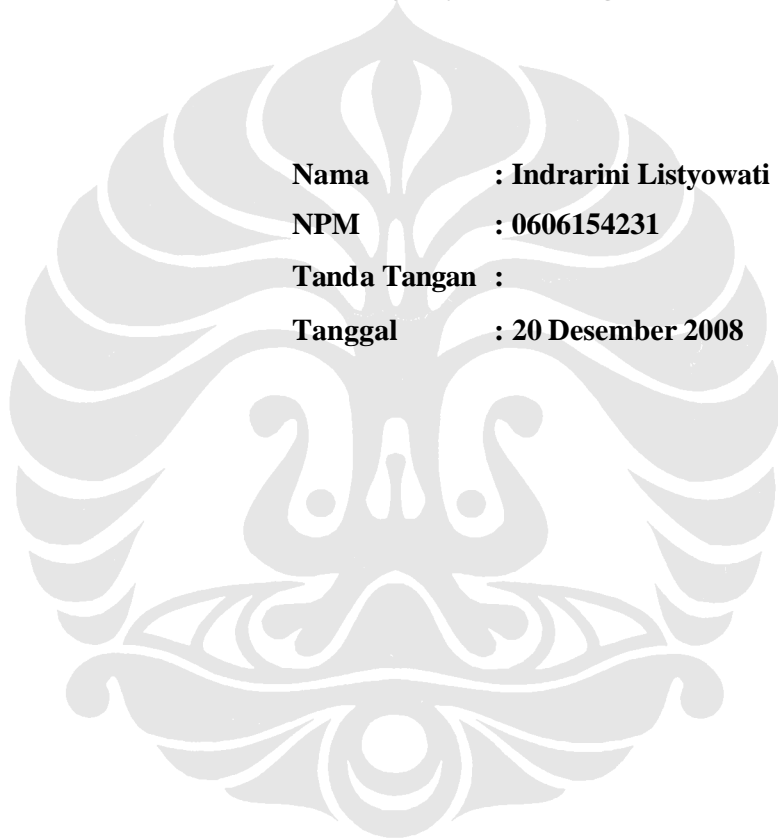 Nama : Indrarini Listyowati
NPM : 0606154231
Tanda Tangan :
Tanggal : 20 Desember 2008